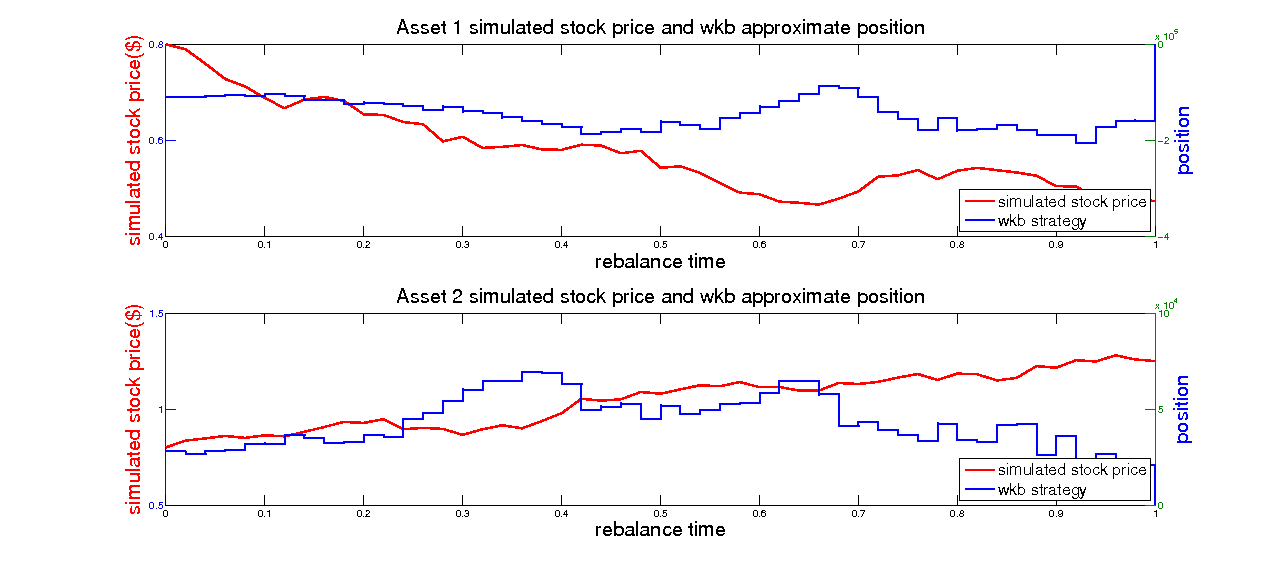 Asset 1 simulated stock price and wkb approximate position
simulated stock price($)
0.8
0.6
0.4
x 10^5
0
−2
−4
position
simulated stock price
wkb strategy
0 0.1 0.2 0.3 0.4 0.5 0.6 0.7 0.8 0.9 1
rebalance time
Asset 2 simulated stock price and wkb approximate position
simulated stock price($)
1.5
1
0.5
x 10^4
10
5
0
position
simulated stock price
wkb strategy
0 0.1 0.2 0.3 0.4 0.5 0.6 0.7 0.8 0.9 1
rebalance time